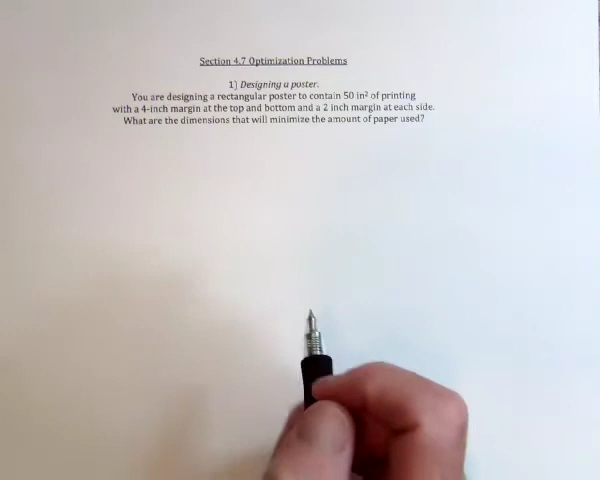 Section 4.7 Optimization Problems
1) Designing a poster.
You are designing a rectangular poster to contain 50 in² of printing
with a 4-inch margin at the top and bottom and a 2 inch margin at each side.
What are the dimensions that will minimize the amount of paper used?